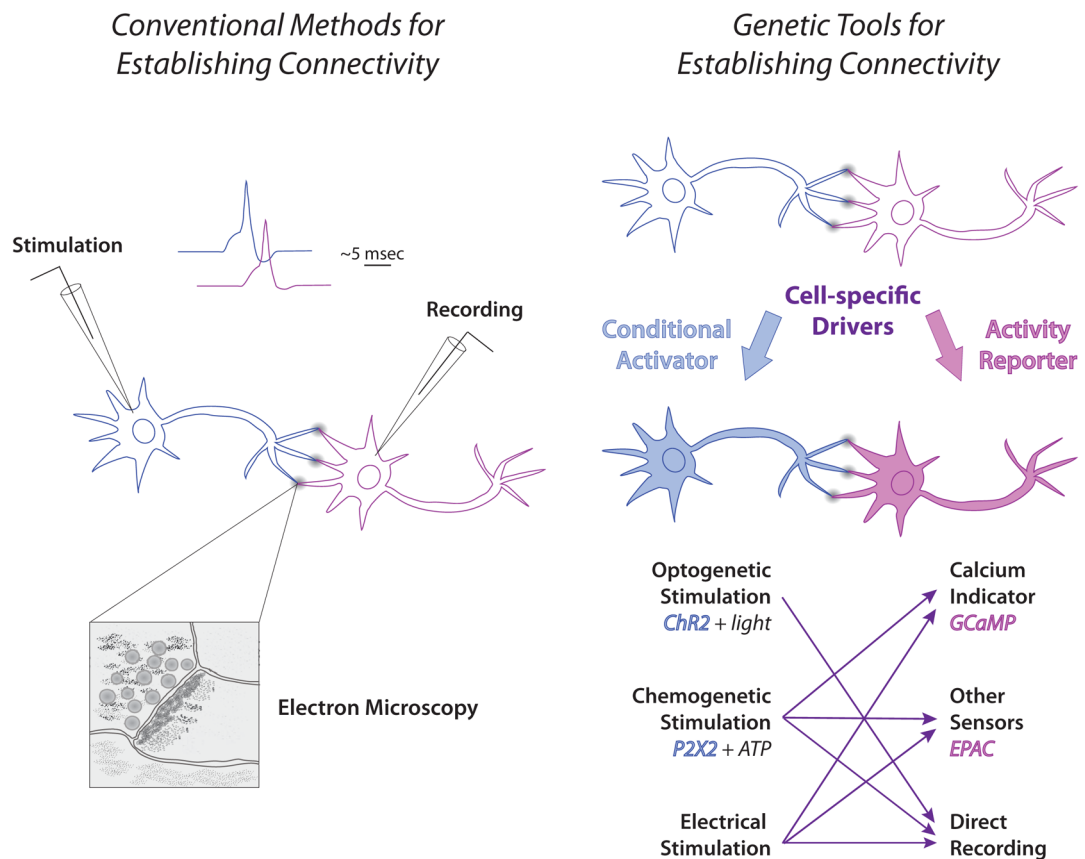 Conventional Methods for
Establishing Connectivity
Stimulation
~5 msec
Recording
Electron Microscopy
Genetic Tools for
Establishing Connectivity
Cell-specific
Drivers
Conditional
Activator
Activity
Reporter
Optogenetic
Stimulation
ChR2 + light
Calcium
Indicator
GCaMP
Chemogenetic
Stimulation
P2X2 + ATP
Other
Sensors
EPAC
Electrical
Stimulation
Direct
Recording